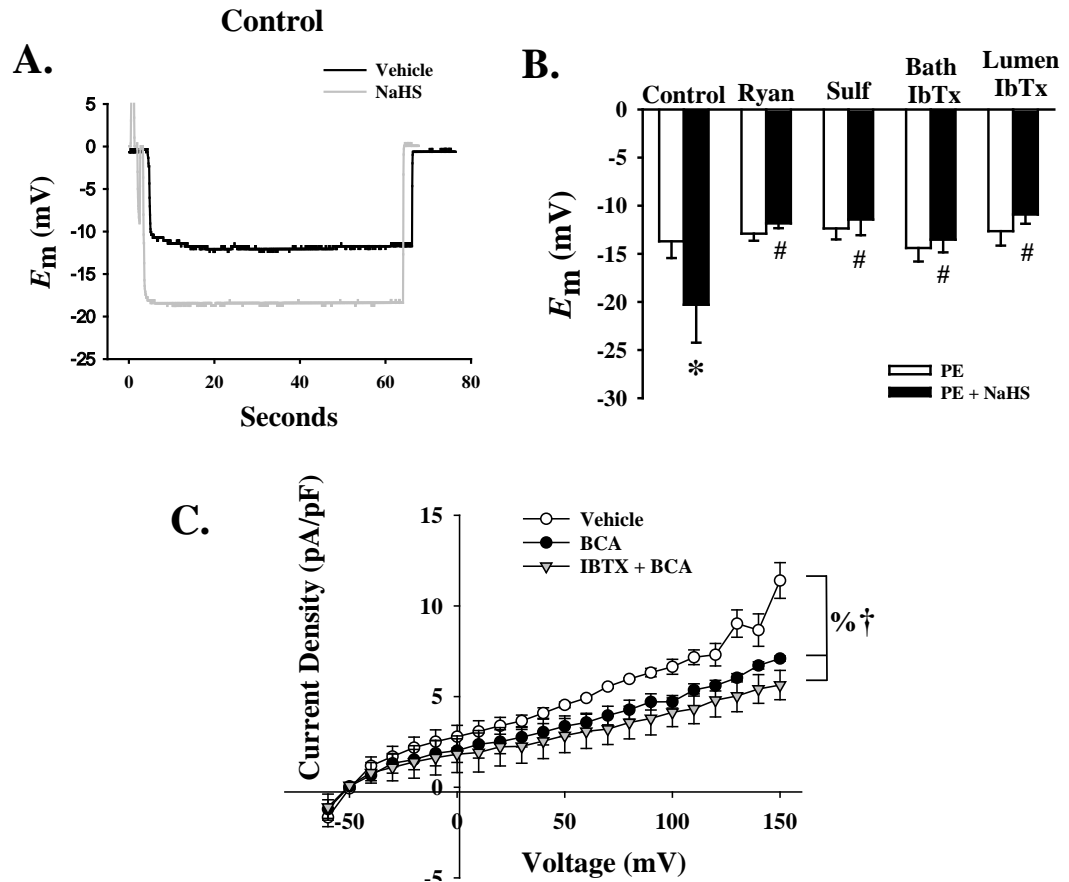 Control
A.
Vehicle
NaHS
5
0
-5
-10
-15
-20
-25
Em (mV)
0 20 40 60 80
Seconds
B.
Control Ryan Sulf Bath IbTx Lumen IbTx
0
-5
-10
-15
-20
-25
-30
Em (mV)
# # # #
*
PE
PE + NaHS
C.
Vehicle
BCA
IBTX + BCA
Current Density (pA/pF)
15
10
5
0
-5
-50 0 50 100 150
Voltage (mV)
%†